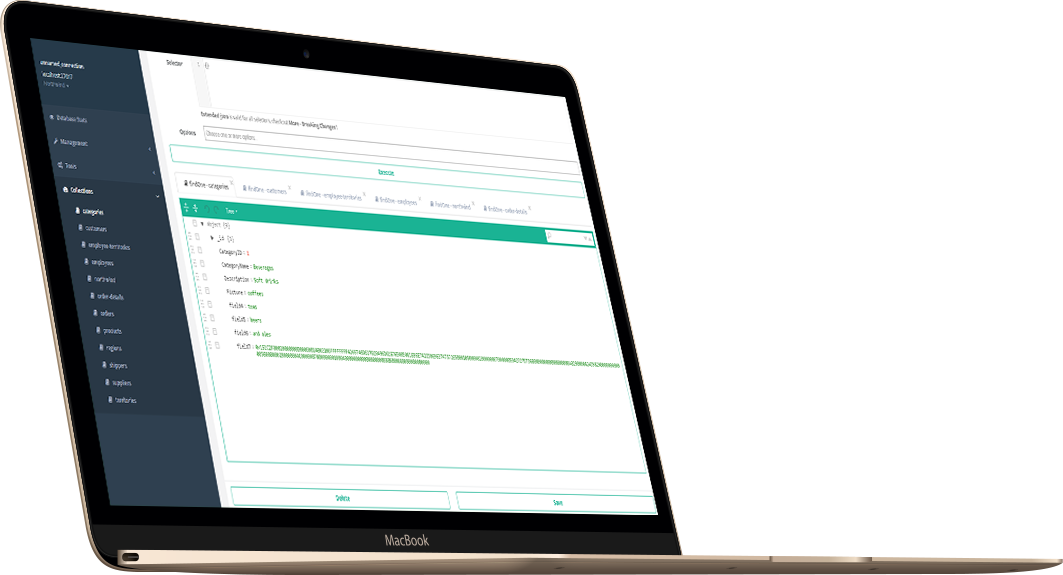 unnamed_connection
localhost:27017
Northwind
Database Stats
Management
Tools
Collections
categories
customers
employee-territories
employees
northwind
order-details
orders
products
regions
shippers
suppliers
territories
Selector
1 {}
Extended json is valid for all selectors, checkout More - 'Breaking Changes'!
Options
Choose one or more options
Execute
findOne - categories
findOne - customers
findOne - employee-territories
findOne - employees
findOne - northwind
findOne - order-details
Tree
object {9}
_id {1}
CategoryID : 1
CategoryName : Beverages
Description : Soft drinks
Picture : coffees
field4 : teas
field5 : beers
field6 : and ales
field7 :
Delete
Save
MacBook